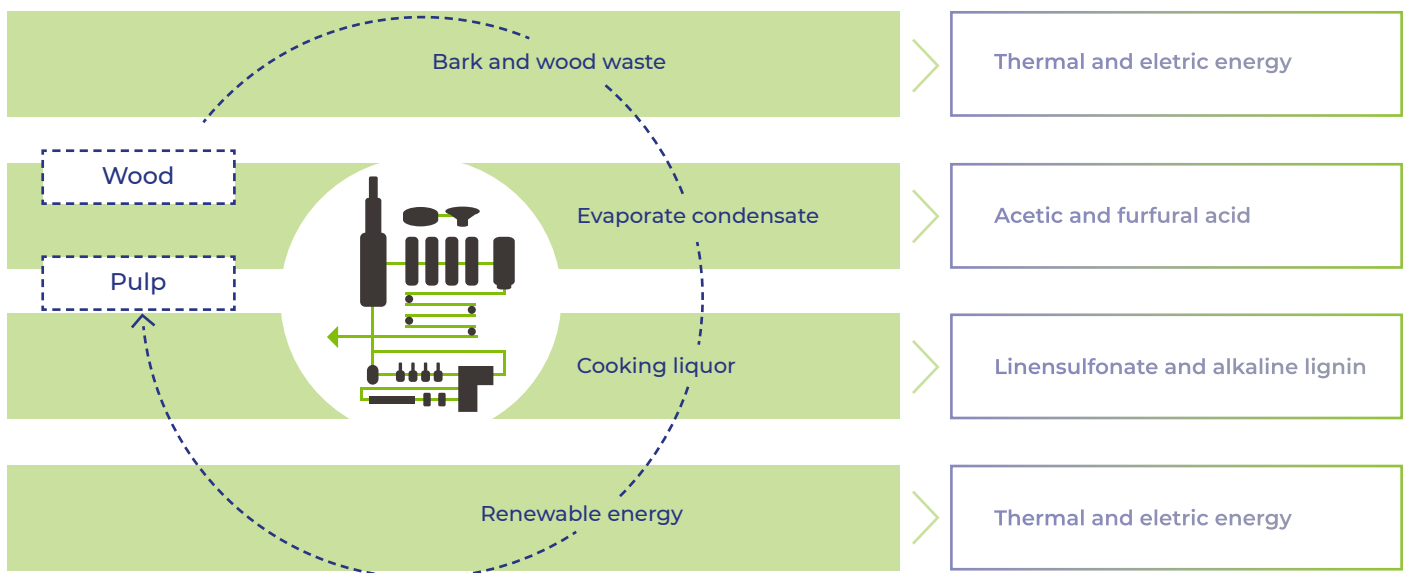 Bark and wood waste
Thermal and eletric energy
Wood
Evaporate condensate
Acetic and furfural acid
Pulp
Cooking liquor
Linensulfonate and alkaline lignin
Renewable energy
Thermal and eletric energy